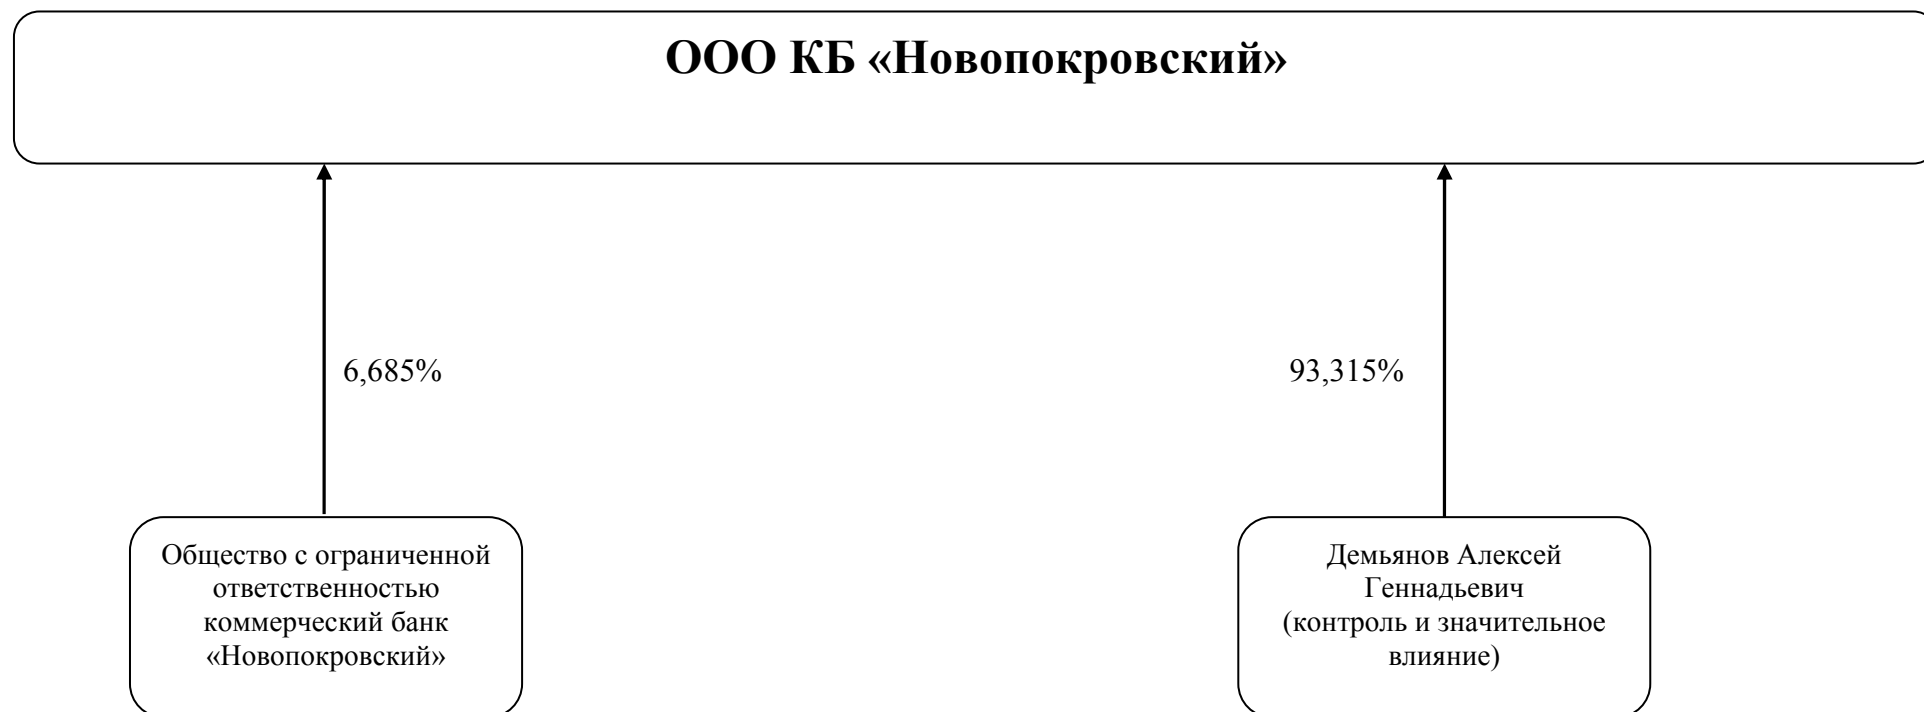 ООО КБ «Новопокровский»
6,685%
93,315%
Общество с ограниченной
ответственностью
коммерческий банк
«Новопокровский»
Демьянов Алексей
Геннадьевич
(контроль и значительное
влияние)